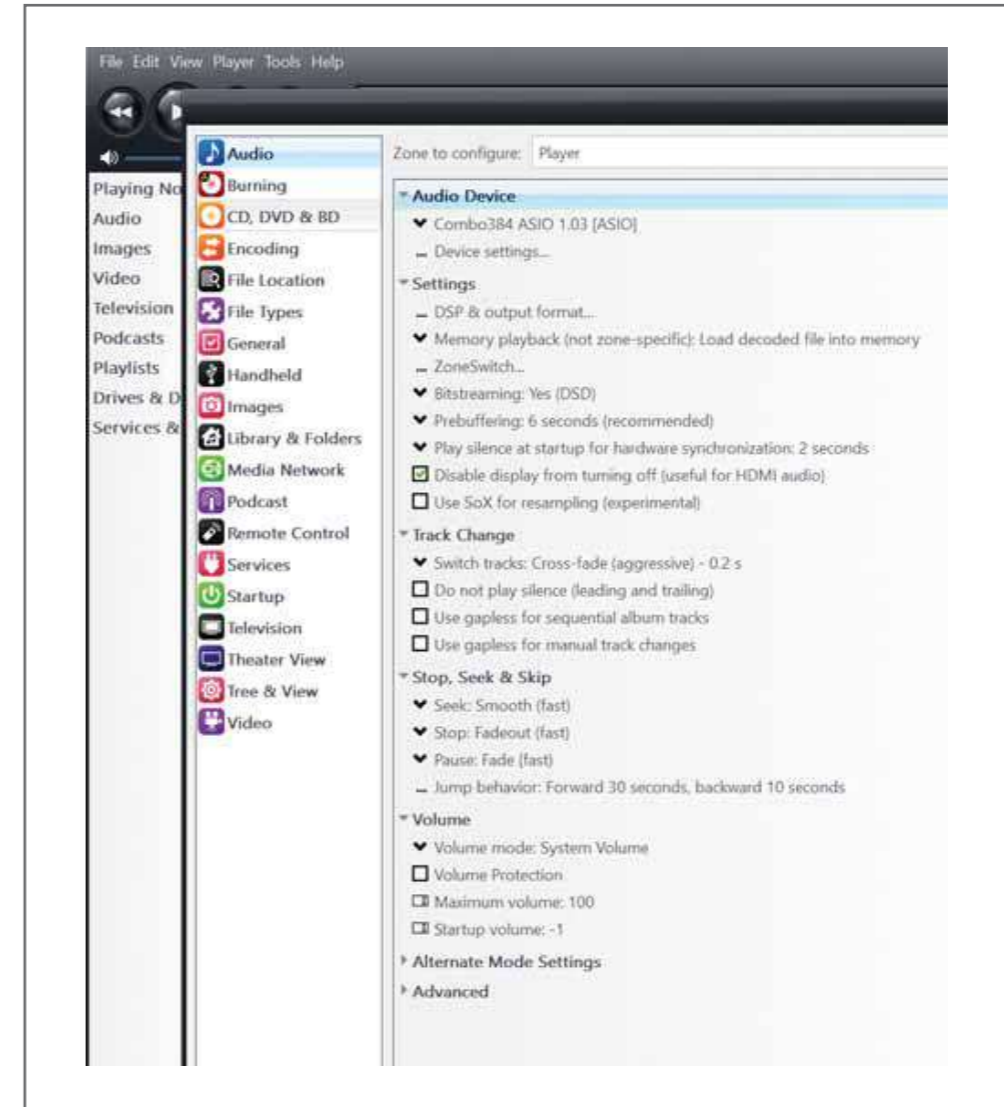 File Edit View Player Tools Help
Playing No
Audio
Images
Video
Television
Podcasts
Playlists
Drives & D
Services &
Audio
Burning
CD, DVD & BD
Encoding
File Location
File Types
General
Handheld
Images
Library & Folders
Media Network
Podcast
Remote Control
Services
Startup
Television
Theater View
Tree & View
Video
Zone to configure: Player
Audio Device
Combo384 ASIO 1.03 [ASIO]
Device settings...
Settings
DSP & output format...
Memory playback (not zone-specific): Load decoded file into memory
ZoneSwitch...
Bitstreaming: Yes (DSD)
Prebuffering: 6 seconds (recommended)
Play silence at startup for hardware synchronization: 2 seconds
Disable display from turning off (useful for HDMI audio)
Use SoX for resampling (experimental)
Track Change
Switch tracks: Cross-fade (aggressive) - 0.2 s
Do not play silence (leading and trailing)
Use gapless for sequential album tracks
Use gapless for manual track changes
Stop, Seek & Skip
Seek: Smooth (fast)
Stop: Fadeout (fast)
Pause: Fade (fast)
Jump behavior: Forward 30 seconds, backward 10 seconds
Volume
Volume mode: System Volume
Volume Protection
Maximum volume: 100
Startup volume: -1
Alternate Mode Settings
Advanced